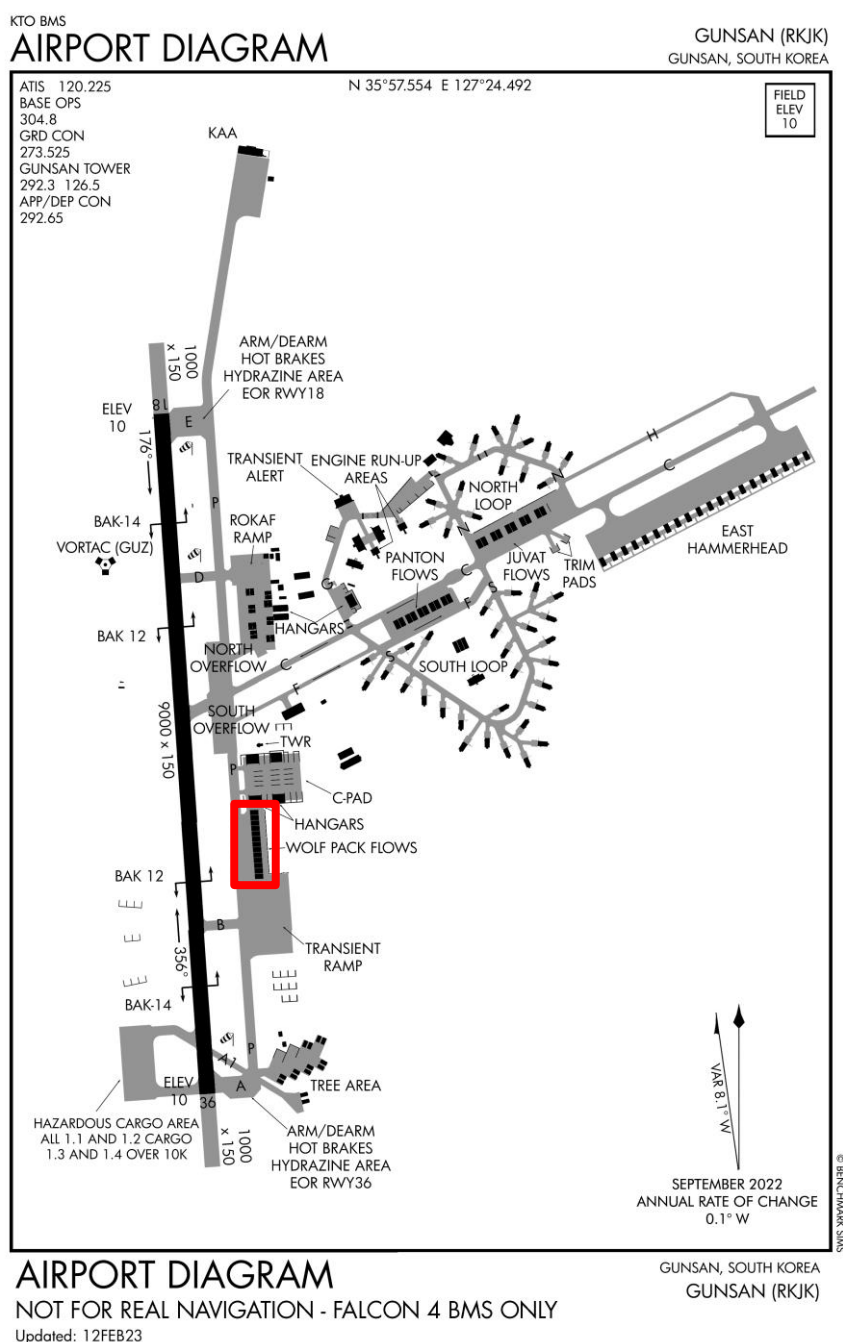 KTO BMS
AIRPORT DIAGRAM
GUNSAN (RKJK)
GUNSAN, SOUTH KOREA
ATIS 120.225
BASE OPS
304.8
GRD CON
273.525
GUNSAN TOWER
292.3 126.5
APP/DEP CON
292.65
N 35°57.554 E 127°24.492
FIELD
ELEV
10
KAA
1000
x 150
ARM/DEARM
HOT BRAKES
HYDRAZINE AREA
EOR RWY18
ELEV
10
18
E
176°
P
TRANSIENT
ALERT
ENGINE RUN-UP
AREAS
H
NORTH
LOOP
N
N
H
C
EAST
HAMMERHEAD
BAK-14
VORTAC (GUZ)
ROKAF
RAMP
D
PANTON
FLOWS
JUVAT
FLOWS
TRIM
PADS
G
C
F
S
BAK 12
HANGARS
NORTH
OVERFLOW
C
S
SOUTH LOOP
F
SOUTH
OVERFLOW
9000 x 150
TWR
P
C-PAD
HANGARS
WOLF PACK FLOWS
BAK 12
B
356°
TRANSIENT
RAMP
BAK-14
P
A1
A
ELEV
10
36
TREE AREA
HAZARDOUS CARGO AREA
ALL 1.1 AND 1.2 CARGO
1.3 AND 1.4 OVER 10K
1000
x 150
ARM/DEARM
HOT BRAKES
HYDRAZINE AREA
EOR RWY36
VAR 8.1° W
SEPTEMBER 2022
ANNUAL RATE OF CHANGE
0.1° W
© BENCHMARK SIMS
AIRPORT DIAGRAM
NOT FOR REAL NAVIGATION - FALCON 4 BMS ONLY
Updated: 12FEB23
GUNSAN, SOUTH KOREA
GUNSAN (RKJK)